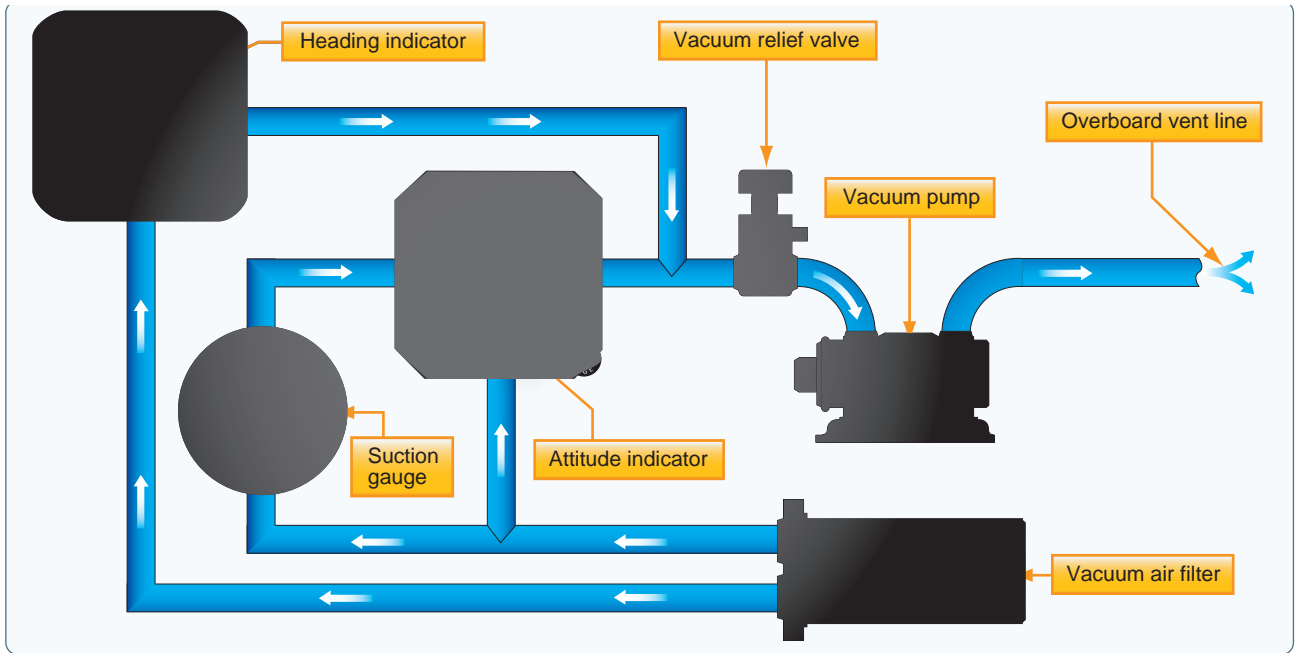 Heading indicator
Vacuum relief valve
Overboard vent line
Vacuum pump
Suction
gauge
Attitude indicator
Vacuum air filter